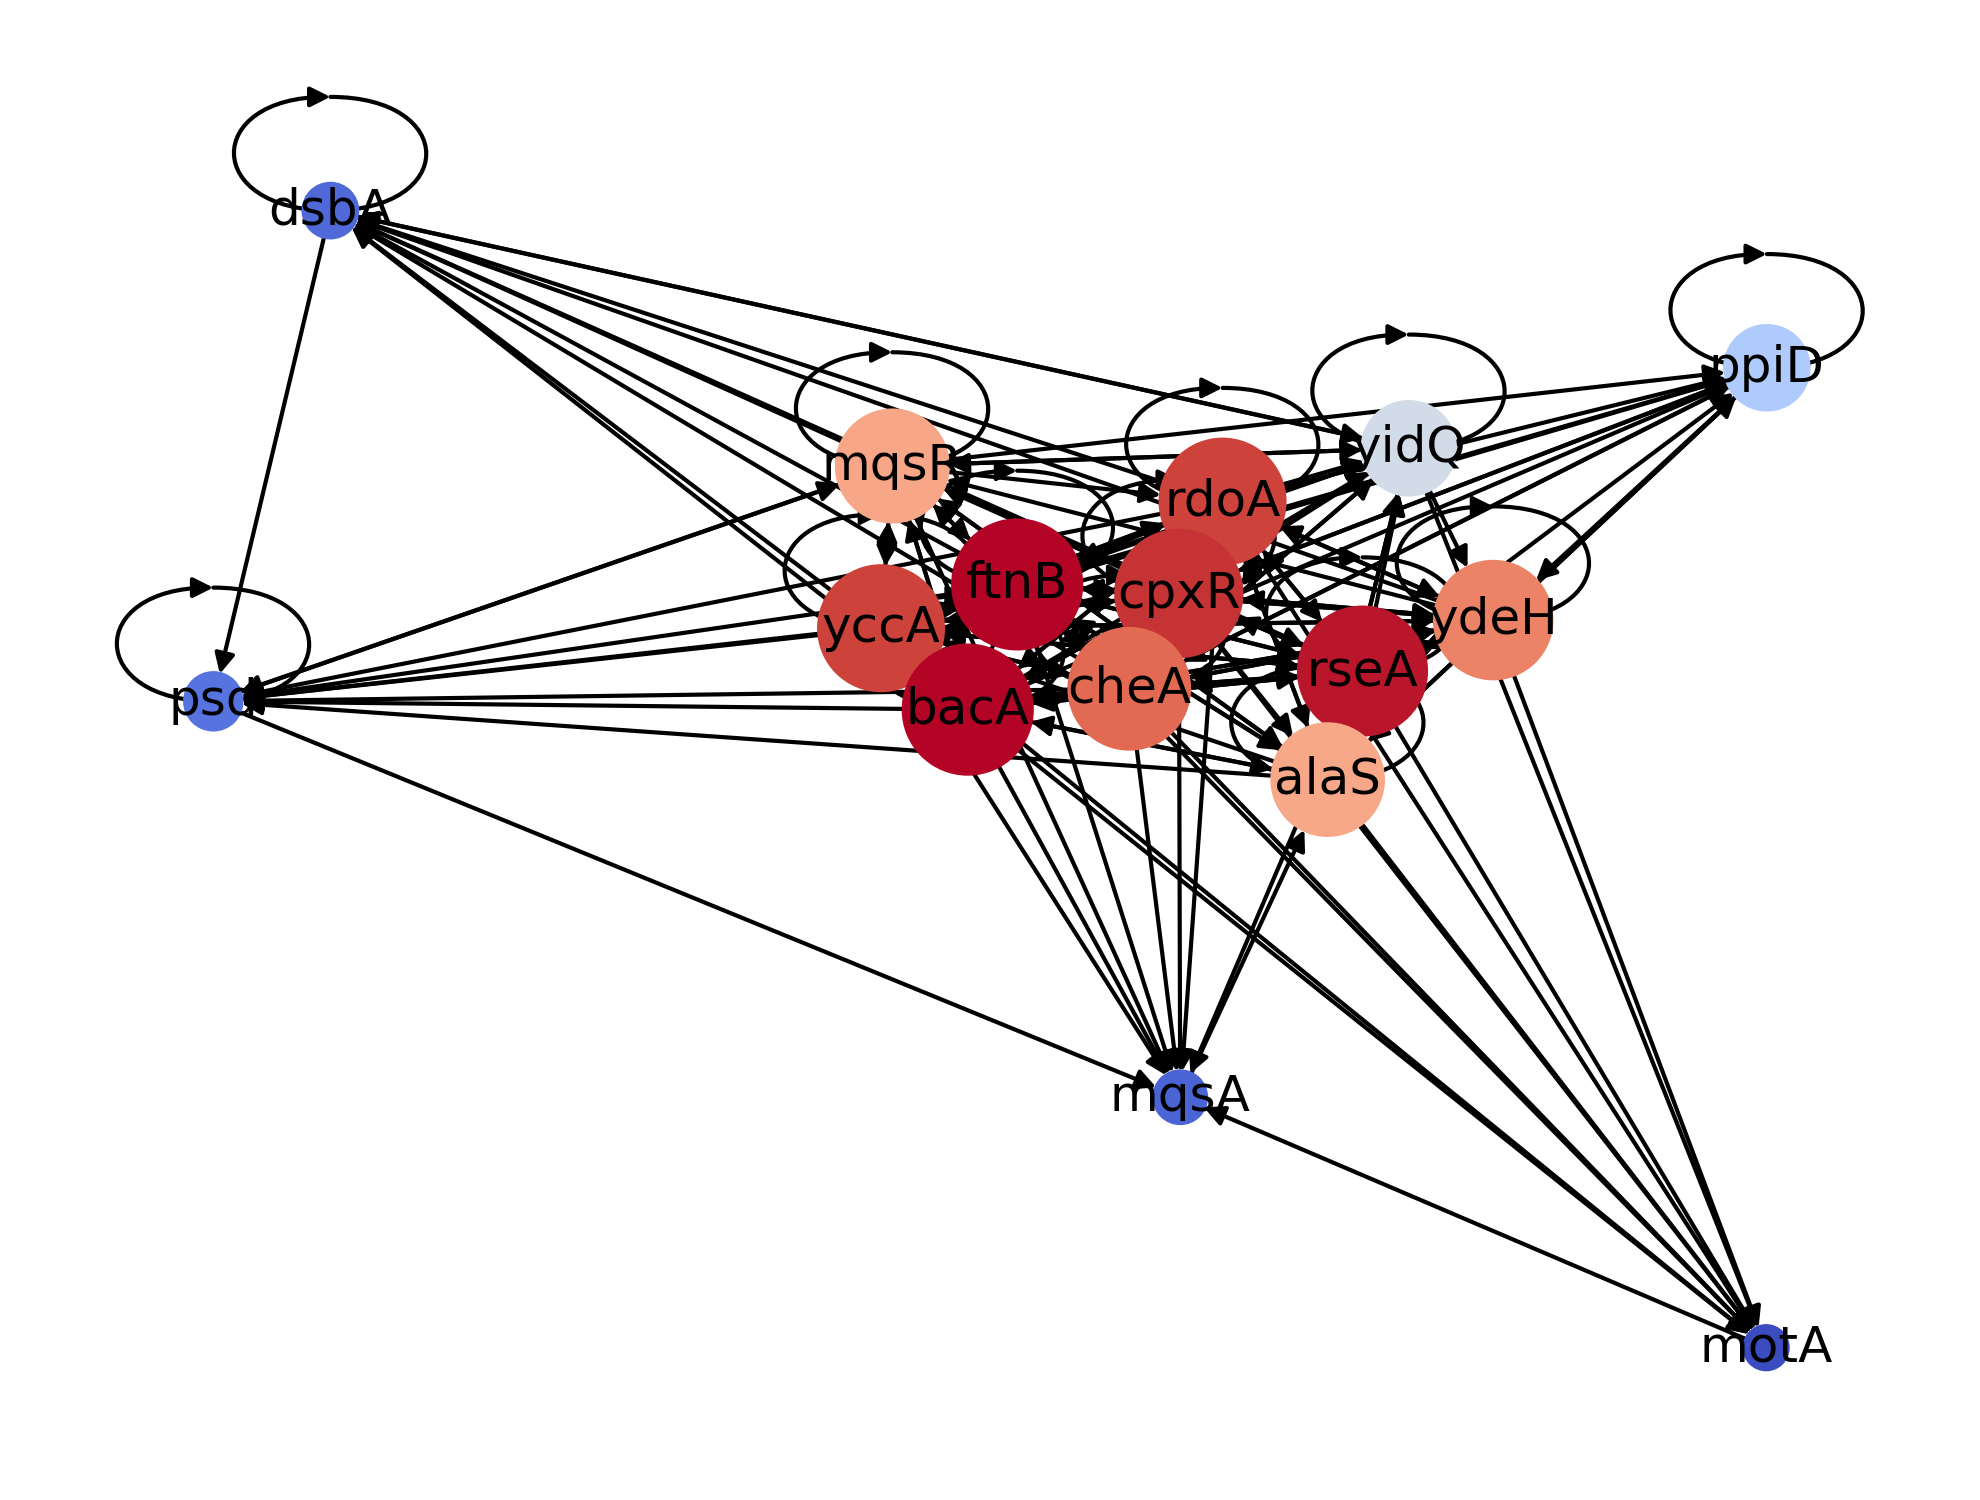 dsbA
ppiD
yidQ
mqsR
rdoA
ftnB
cpxR
ydeH
yccA
rseA
cheA
psd
bacA
alaS
mqsA
motA